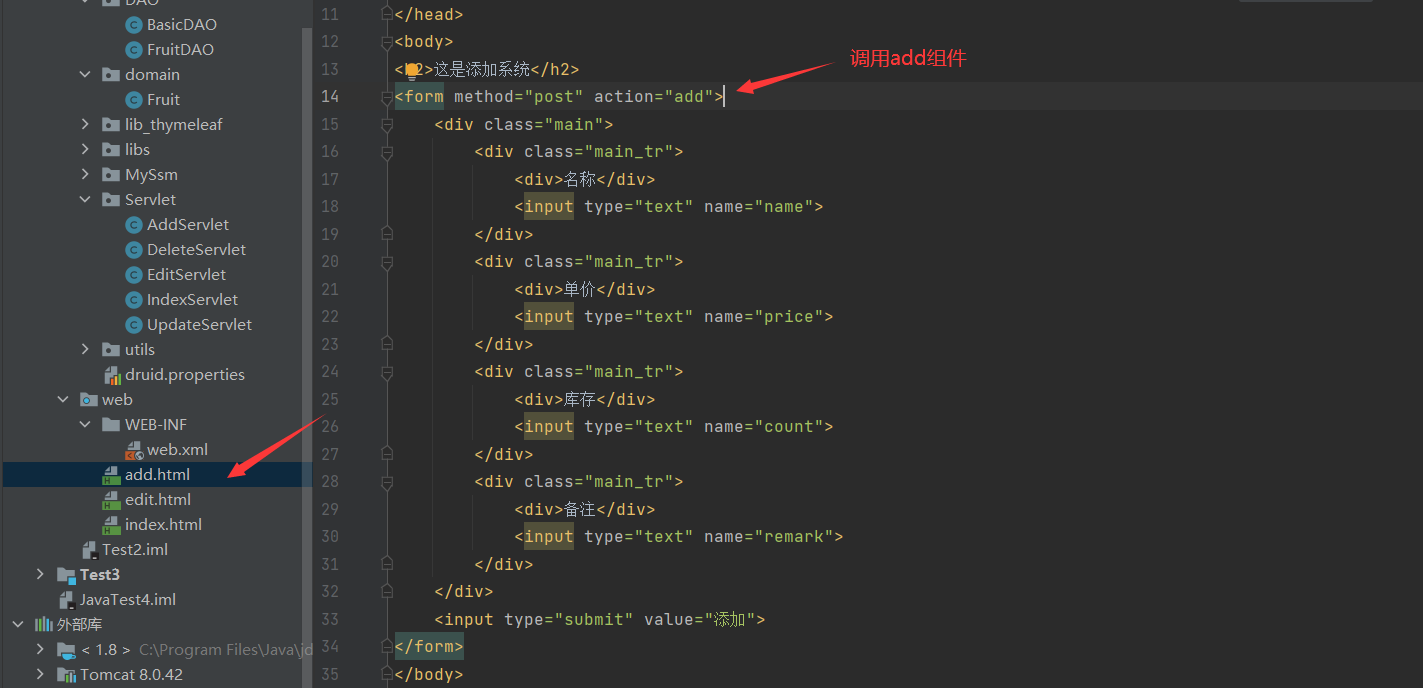 DAO
BasicDAO
FruitDAO
domain
Fruit
lib_thymeleaf
libs
MySsm
Servlet
AddServlet
DeleteServlet
EditServlet
IndexServlet
UpdateServlet
utils
druid.properties
web
WEB-INF
web.xml
add.html
edit.html
index.html
Test2.iml
Test3
JavaTest4.iml
外部库
< 1.8 > C:\Program Files\Java\jd
Tomcat 8.0.42
11 </head>
12 <body>
13 <h2>这是添加系统</h2>
调用add组件
14 <form method="post" action="add">
15 <div class="main">
16 <div class="main_tr">
17 <div>名称</div>
18 <input type="text" name="name">
19 </div>
20 <div class="main_tr">
21 <div>单价</div>
22 <input type="text" name="price">
23 </div>
24 <div class="main_tr">
25 <div>库存</div>
26 <input type="text" name="count">
27 </div>
28 <div class="main_tr">
29 <div>备注</div>
30 <input type="text" name="remark">
31 </div>
32 </div>
33 <input type="submit" value="添加">
34 </form>
35 </body>